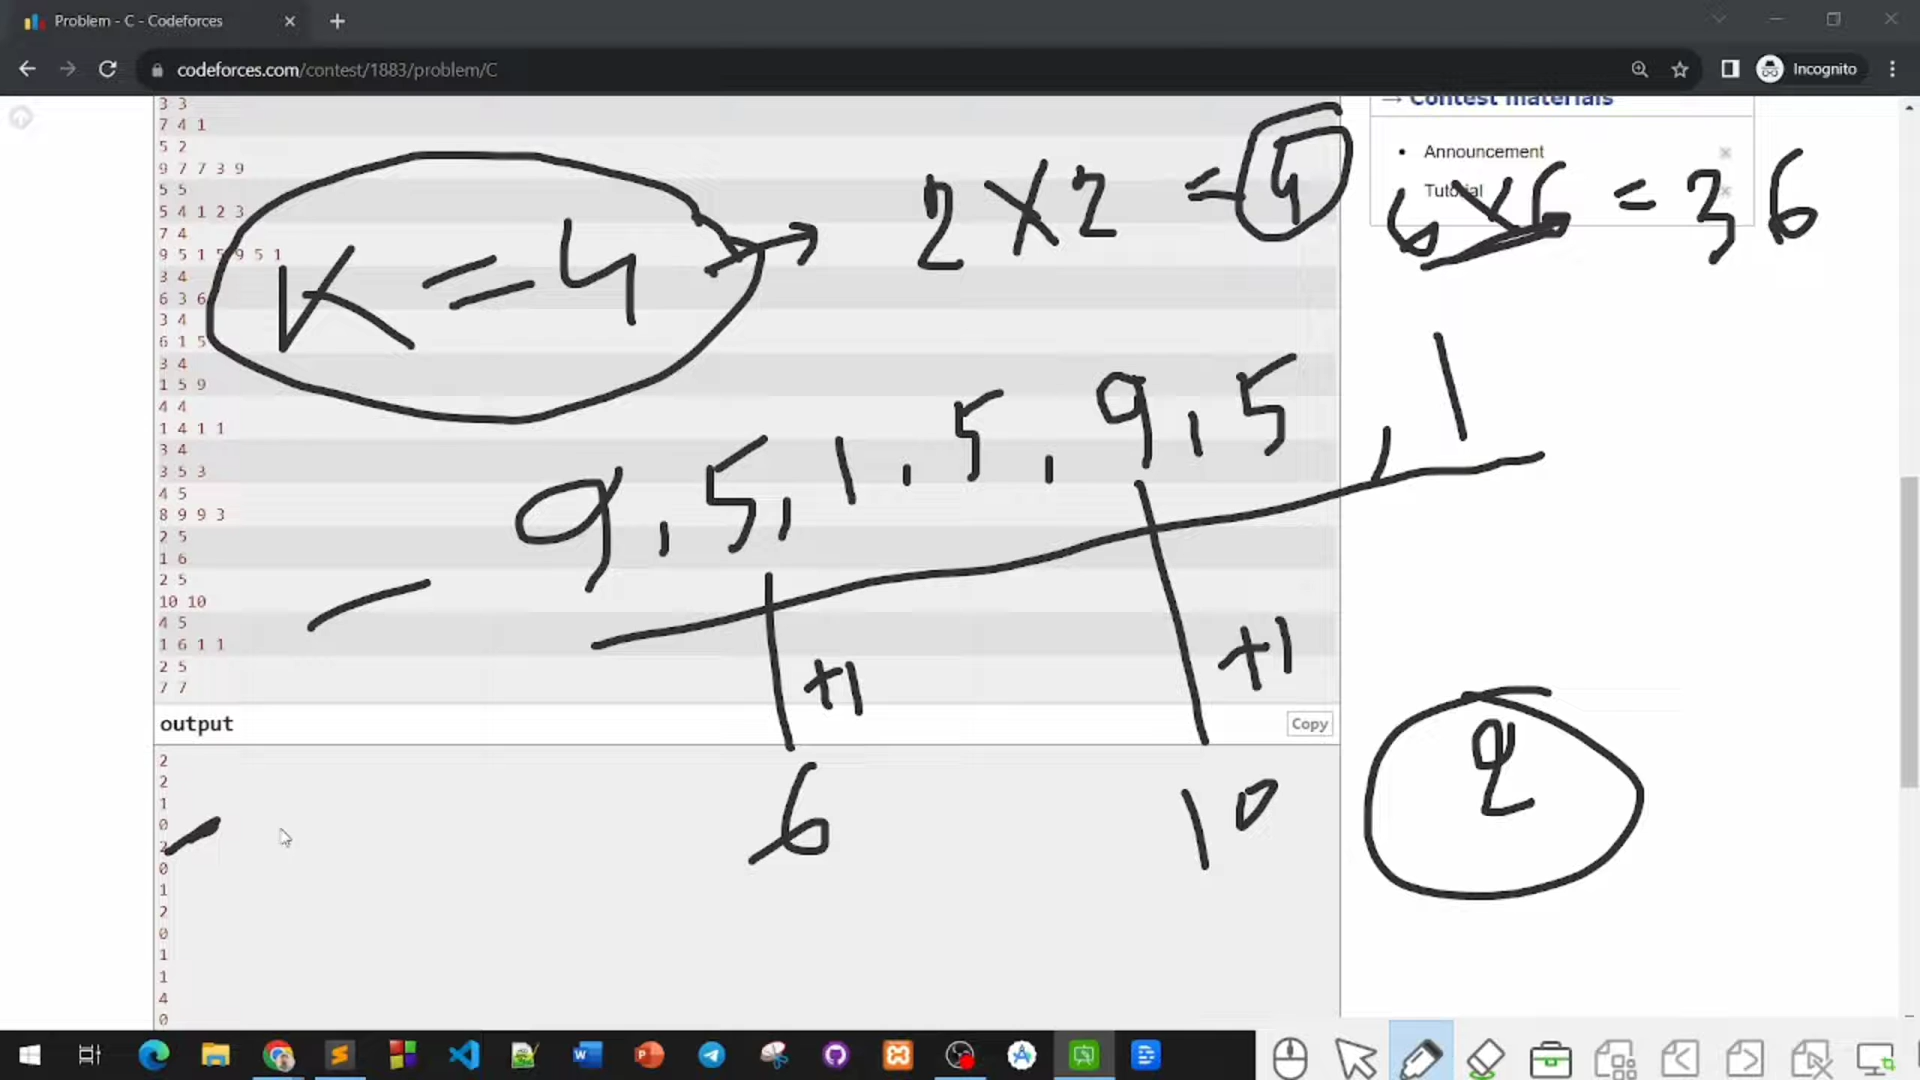 Problem - C - Codeforces
codeforces.com/contest/1883/problem/C
Incognito
3 3
7 4 1
5 2
9 7 7 3 9
5 5
5 4 1 2 3
7 4
9 5 1 5 9 5 1
3 4
6 3 6
3 4
6 1 5
3 4
1 5 9
4 4
1 4 1 1
3 4
3 5 3
4 5
8 9 9 3
2 5
1 6
2 5
10 10
4 5
1 6 1 1
2 5
7 7
output
Copy
2
2
1
0
2
0
1
2
0
1
1
4
0
→ Contest materials
Announcement
Tutorial
K = 4 → 2 X 2 = 4
6 X 6 = 36
9, 5, 1, 5, 9, 5, 1
+1 +1
6 10
2